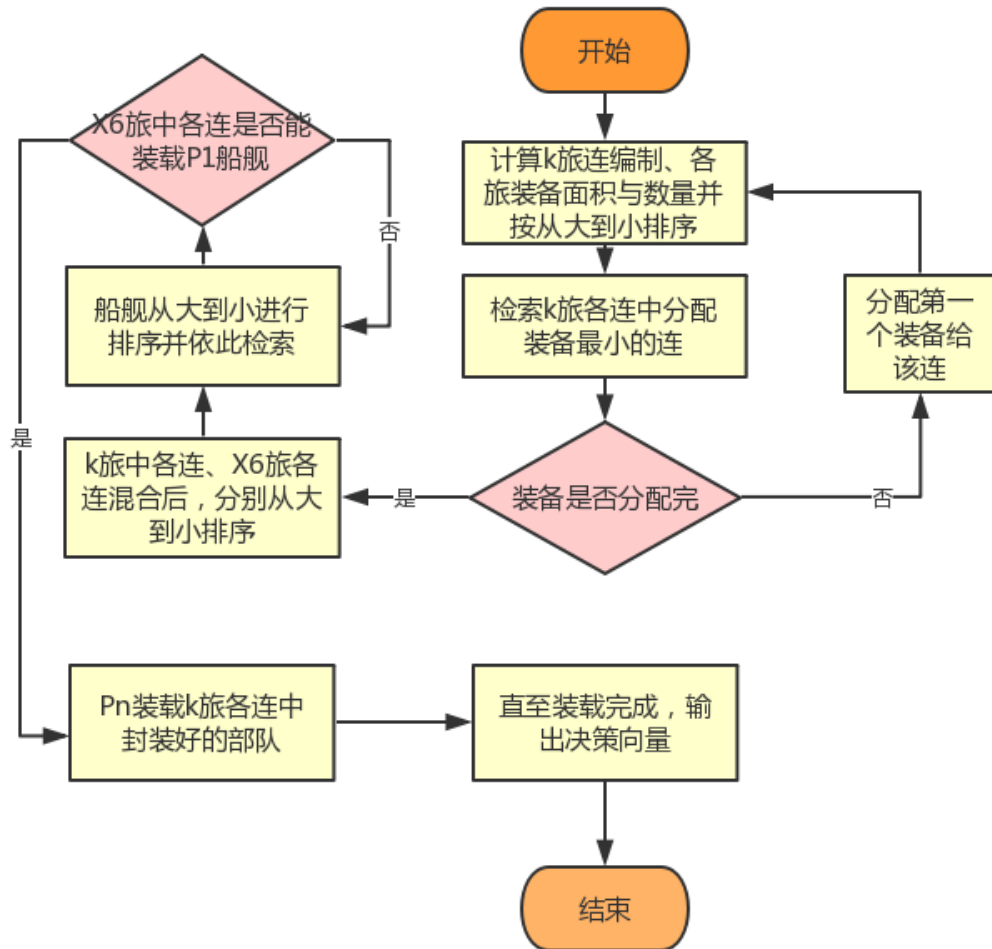 开始
计算k旅连编制、各
旅装备面积与数量并
按从大到小排序
检索k旅各连中分配
装备最小的连
装备是否分配完
否
分配第一
个装备给
该连
是
k旅中各连、X6旅各
连混合后，分别从大
到小排序
船舰从大到小进行
排序并依此检索
X6旅中各连是否能
装载P1船舰
否
是
Pn装载k旅各连中
封装好的部队
直至装载完成，输
出决策向量
结束